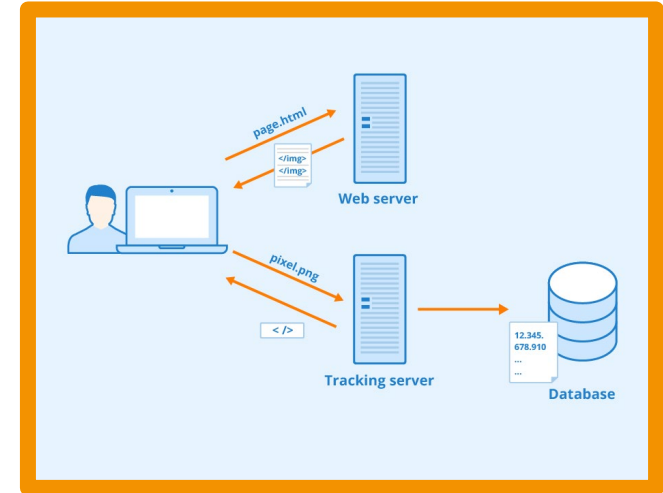 page.html
</img>
</img>
Web server
pixel.png
</>
Tracking server
12.345.
678.910
...
...
Database